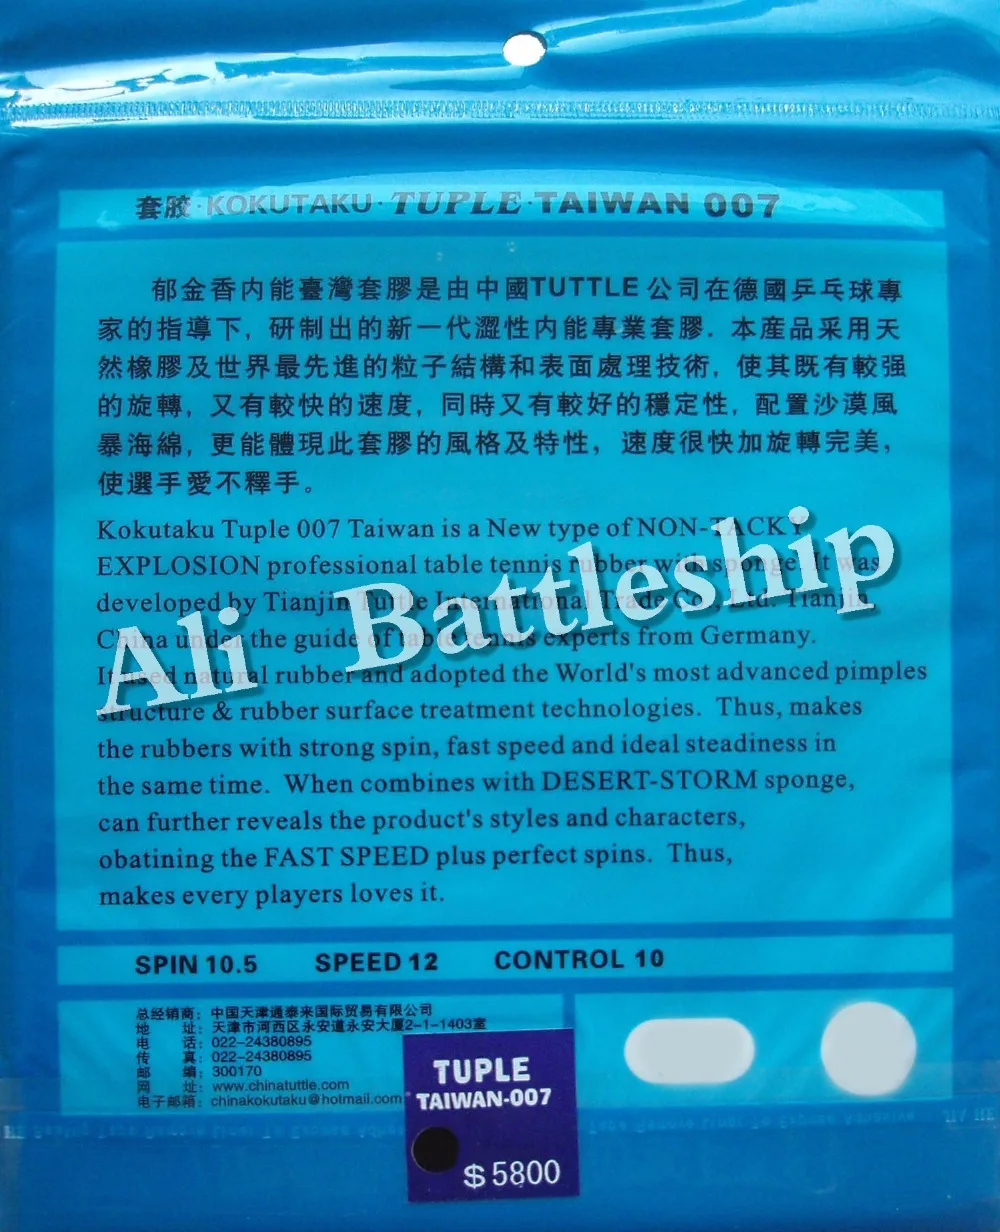 套胶·KOKUTAKU·TUPLE·TAIWAN 007
郁金香内能臺灣套膠是由中國TUTTLE公司在德國乒乓球專
家的指導下，研制出的新一代澀性内能專業套膠．本産品采用天
然橡膠及世界最先進的粒子結構和表面處理技術，使其既有較强
的旋轉，又有較快的速度，同時又有較好的穩定性，配置沙漠風
暴海綿，更能體現此套膠的風格及特性，速度很快加旋轉完美，
使選手愛不釋手。
Kokutaku Tuple 007 Taiwan is a New type of NON-TACKY
EXPLOSION professional table tennis rubber with sponge. It was
developed by Tianjin Tuttle International Trade Co., Ltd. Tianjin
China under the guide of table tennis experts from Germany.
It used natural rubber and adopted the World's most advanced pimples
structure & rubber surface treatment technologies. Thus, makes
the rubbers with strong spin, fast speed and ideal steadiness in
the same time. When combines with DESERT-STORM sponge,
can further reveals the product's styles and characters,
obatining the FAST SPEED plus perfect spins. Thus,
makes every players loves it.
Ali Battleship
SPIN 10.5 SPEED 12 CONTROL 10
总经销商：中国天津通泰来国际贸易有限公司
地 址：天津市河西区永安道永安大厦2-1-1403室
电 话：022-24380895
传 真：022-24380895
邮 编：300170
网 址：www.chinatuttle.com
电子邮箱：chinakokutaku@hotmail.com
TUPLE
TAIWAN-007
$5800